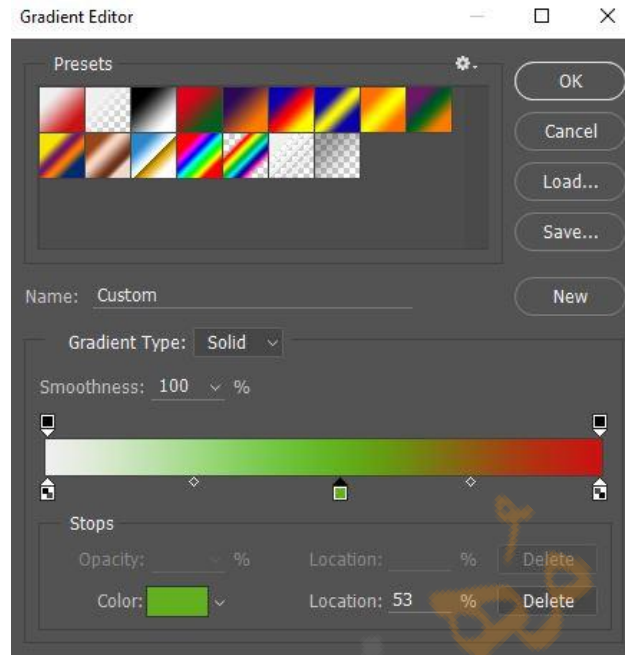 Gradient Editor
Presets
OK
Cancel
Load...
Save...
Name: Custom
New
Gradient Type: Solid
Smoothness: 100 %
Stops
Opacity: % Location: % Delete
Color: Location: 53 % Delete